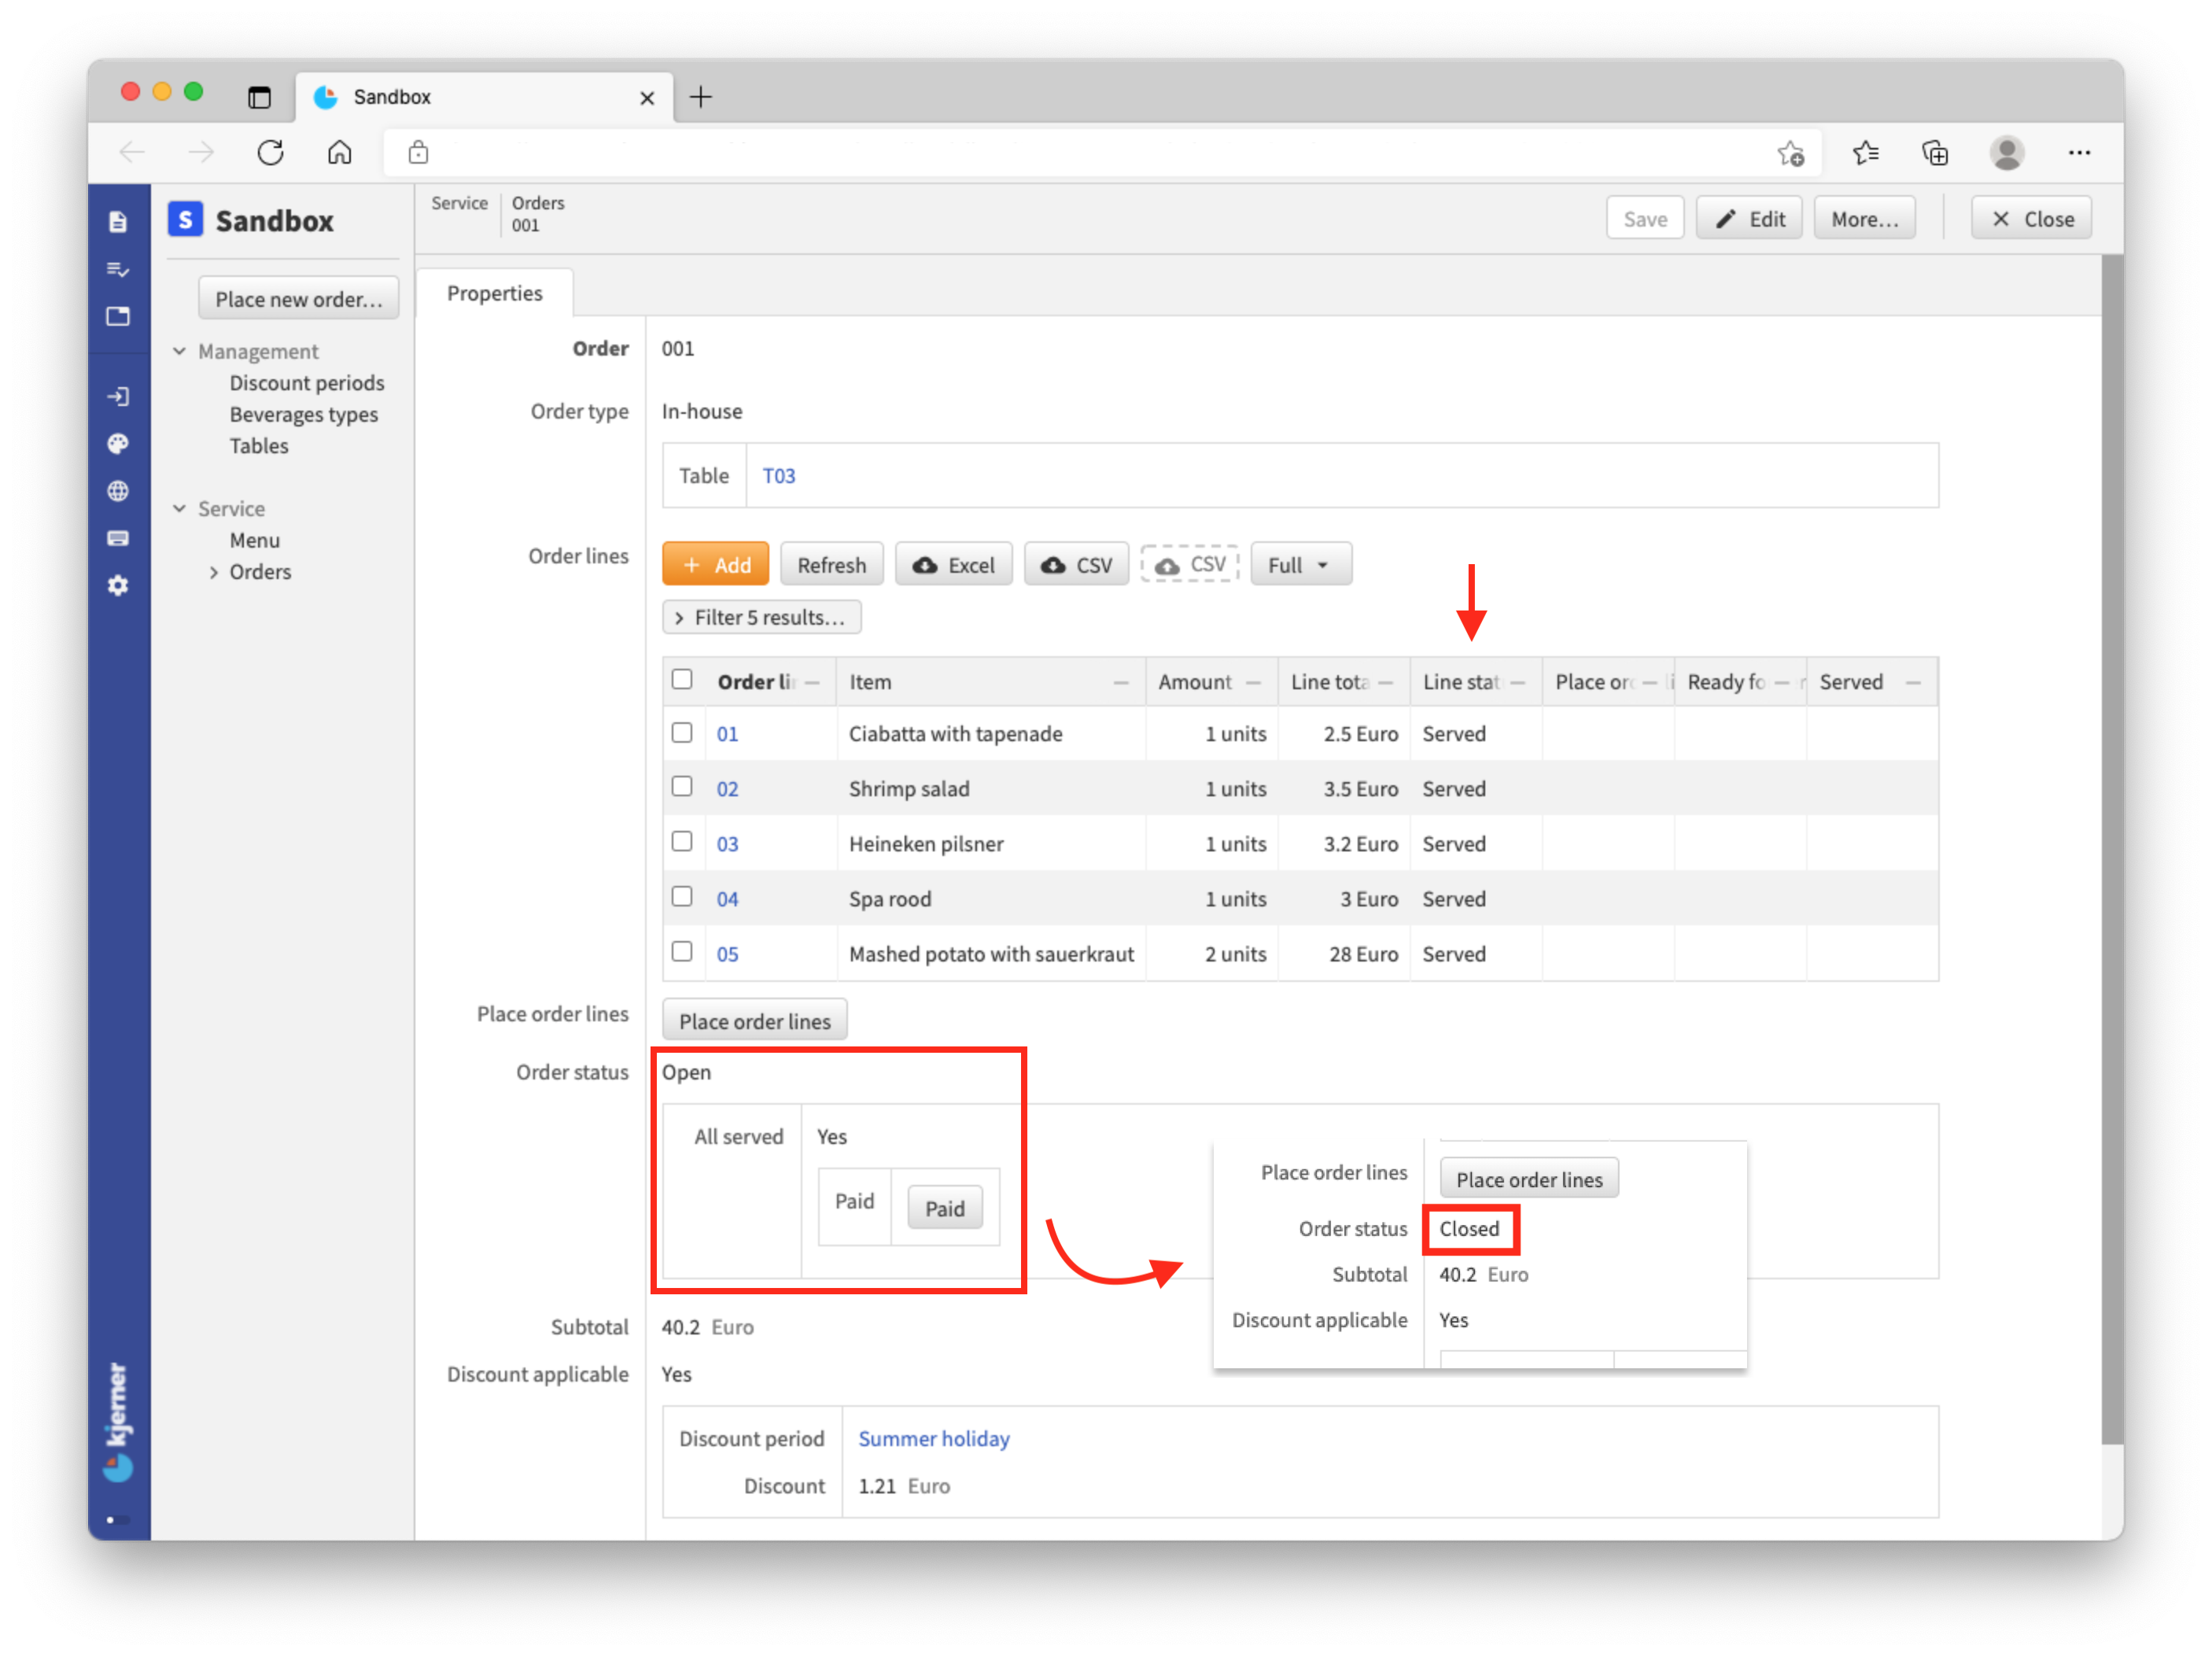 Sandbox
S Sandbox
Service
Orders
001
Save
Edit
More...
Close
Place new order...
Management
Discount periods
Beverages types
Tables
Service
Menu
Orders
kjerner
Properties
Order 001
Order type In-house
Table T03
Order lines
Add Refresh Excel CSV CSV Full
Filter 5 results...
Order li Item Amount Line tota Line stat Place or Ready fo Served
01 Ciabatta with tapenade 1 units 2.5 Euro Served
02 Shrimp salad 1 units 3.5 Euro Served
03 Heineken pilsner 1 units 3.2 Euro Served
04 Spa rood 1 units 3 Euro Served
05 Mashed potato with sauerkraut 2 units 28 Euro Served
Place order lines Place order lines
Order status Open
All served Yes
Paid Paid
Subtotal 40.2 Euro
Discount applicable Yes
Discount period Summer holiday
Discount 1.21 Euro
Place order lines Place order lines
Order status Closed
Subtotal 40.2 Euro
Discount applicable Yes